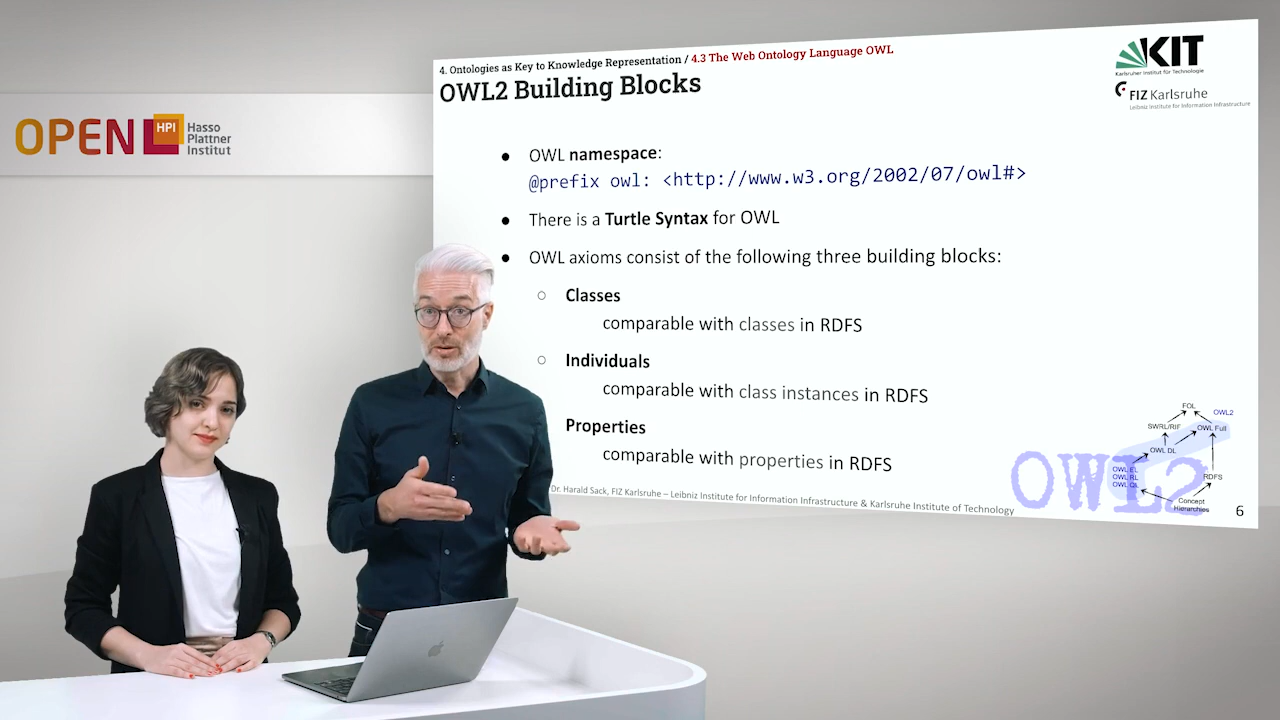 4. Ontologies as Key to Knowledge Representation / 4.3 The Web Ontology Language OWL
OWL2 Building Blocks
KIT
Karlsruher Institut für Technologie
FIZ Karlsruhe
Leibniz Institute for Information Infrastructure
OPEN HPI Hasso
Plattner
Institut
● OWL namespace:
@prefix owl: <http://www.w3.org/2002/07/owl#>
● There is a Turtle Syntax for OWL
● OWL axioms consist of the following three building blocks:
○ Classes
comparable with classes in RDFS
○ Individuals
comparable with class instances in RDFS
Properties
comparable with properties in RDFS
FOL
OWL2
SWRL/RIF
OWL Full
OWL DL
OWL EL
OWL RL
OWL QL
RDFS
Concept
Hierarchies
OWL2
Dr. Harald Sack, FIZ Karlsruhe – Leibniz Institute for Information Infrastructure & Karlsruhe Institute of Technology
6